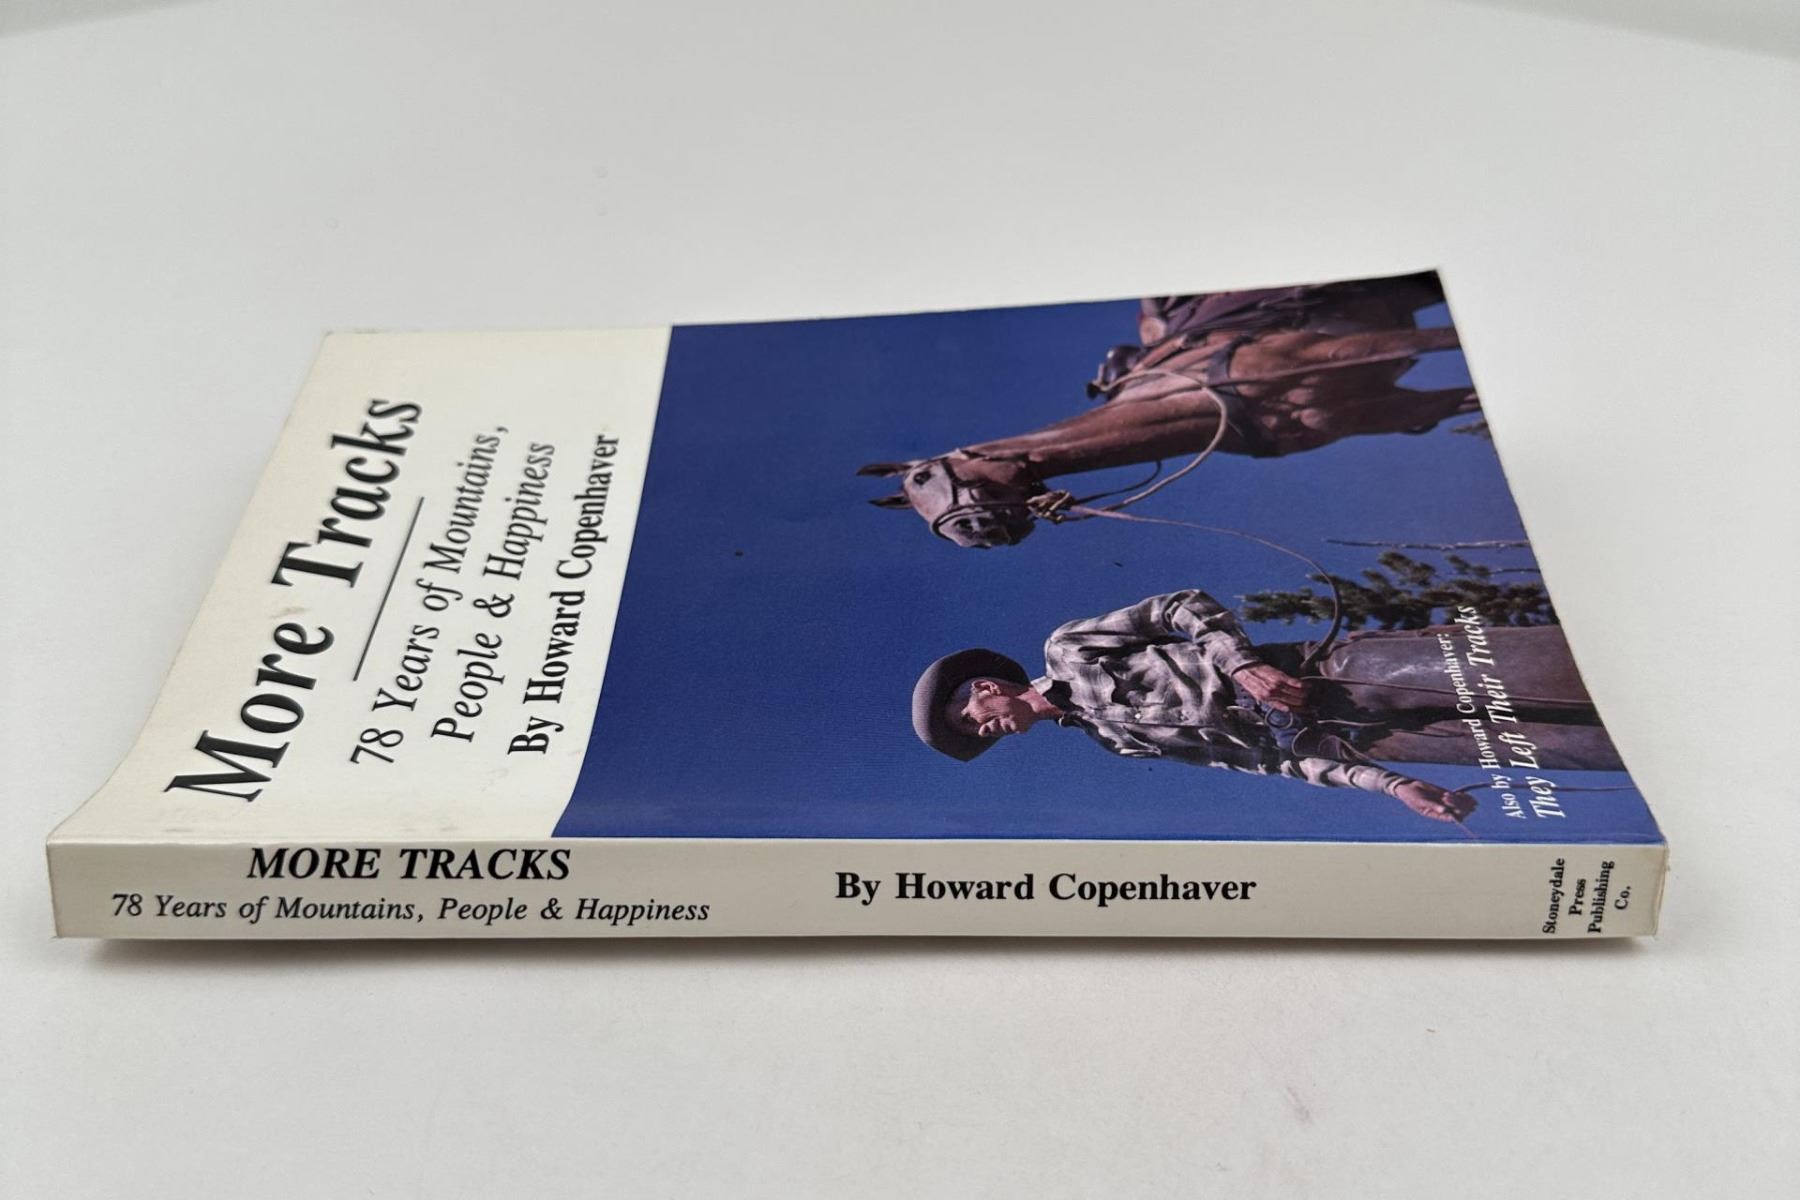 More Tracks
78 Years of Mountains,
People & Happiness
By Howard Copenhaver
Also by Howard Copenhaver:
They Left Their Tracks
MORE TRACKS
78 Years of Mountains, People & Happiness
By Howard Copenhaver
Stoneydale
Press
Publishing
Co.